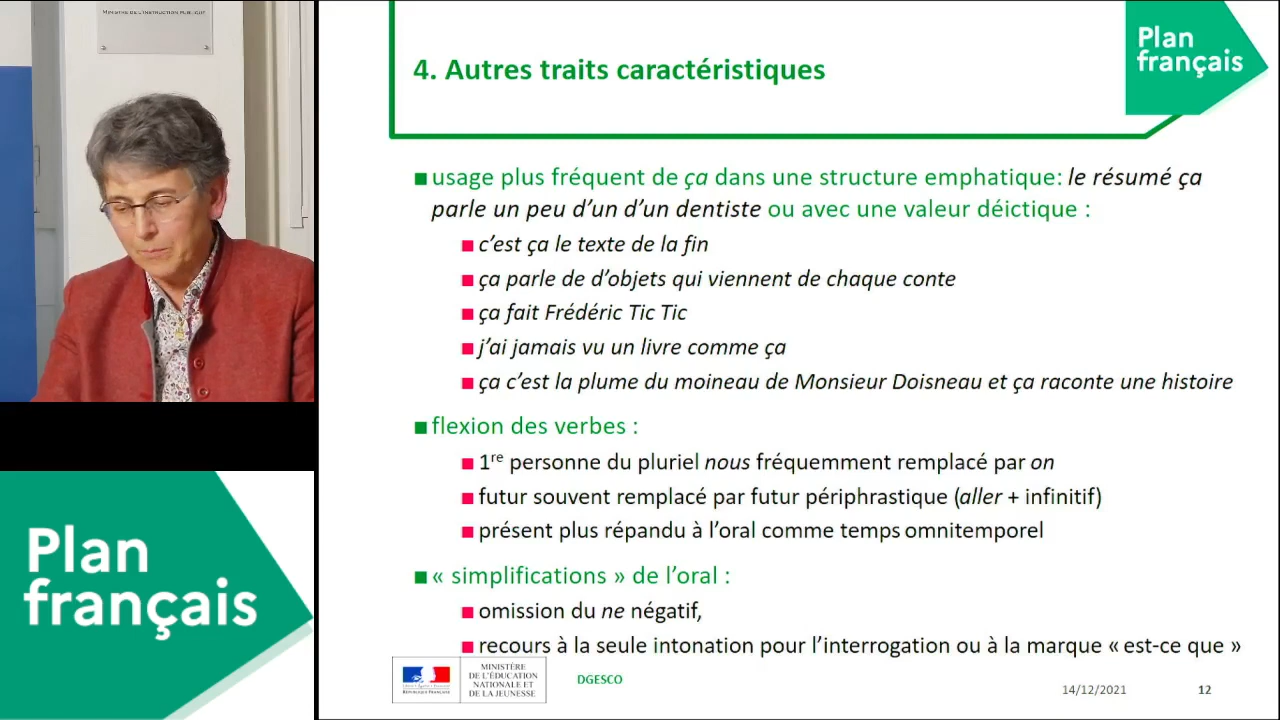 MINISTRE DE L'INSTRUCTION PUBLIQUE
Plan
français
4. Autres traits caractéristiques
Plan
français
■ usage plus fréquent de ça dans une structure emphatique: le résumé ça
parle un peu d’un d’un dentiste ou avec une valeur déictique :
■ c’est ça le texte de la fin
■ ça parle de d’objets qui viennent de chaque conte
■ ça fait Frédéric Tic Tic
■ j’ai jamais vu un livre comme ça
■ ça c’est la plume du moineau de Monsieur Doisneau et ça raconte une histoire
■ flexion des verbes :
■ 1re personne du pluriel nous fréquemment remplacé par on
■ futur souvent remplacé par futur périphrastique (aller + infinitif)
■ présent plus répandu à l’oral comme temps omnitemporel
■ « simplifications » de l’oral :
■ omission du ne négatif,
■ recours à la seule intonation pour l’interrogation ou à la marque « est-ce que »
RÉPUBLIQUE FRANÇAISE
MINISTÈRE
DE L'ÉDUCATION
NATIONALE ET
DE LA JEUNESSE
DGESCO
14/12/2021
12